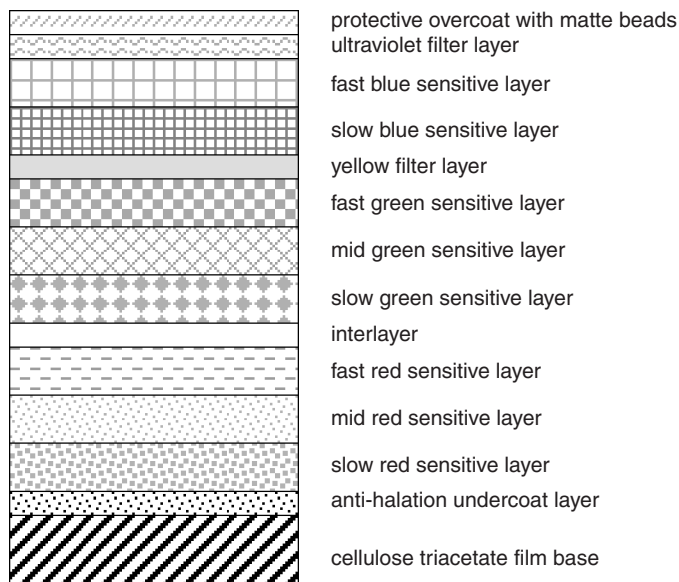 protective overcoat with matte beads
ultraviolet filter layer
fast blue sensitive layer
slow blue sensitive layer
yellow filter layer
fast green sensitive layer
mid green sensitive layer
slow green sensitive layer
interlayer
fast red sensitive layer
mid red sensitive layer
slow red sensitive layer
anti-halation undercoat layer
cellulose triacetate film base